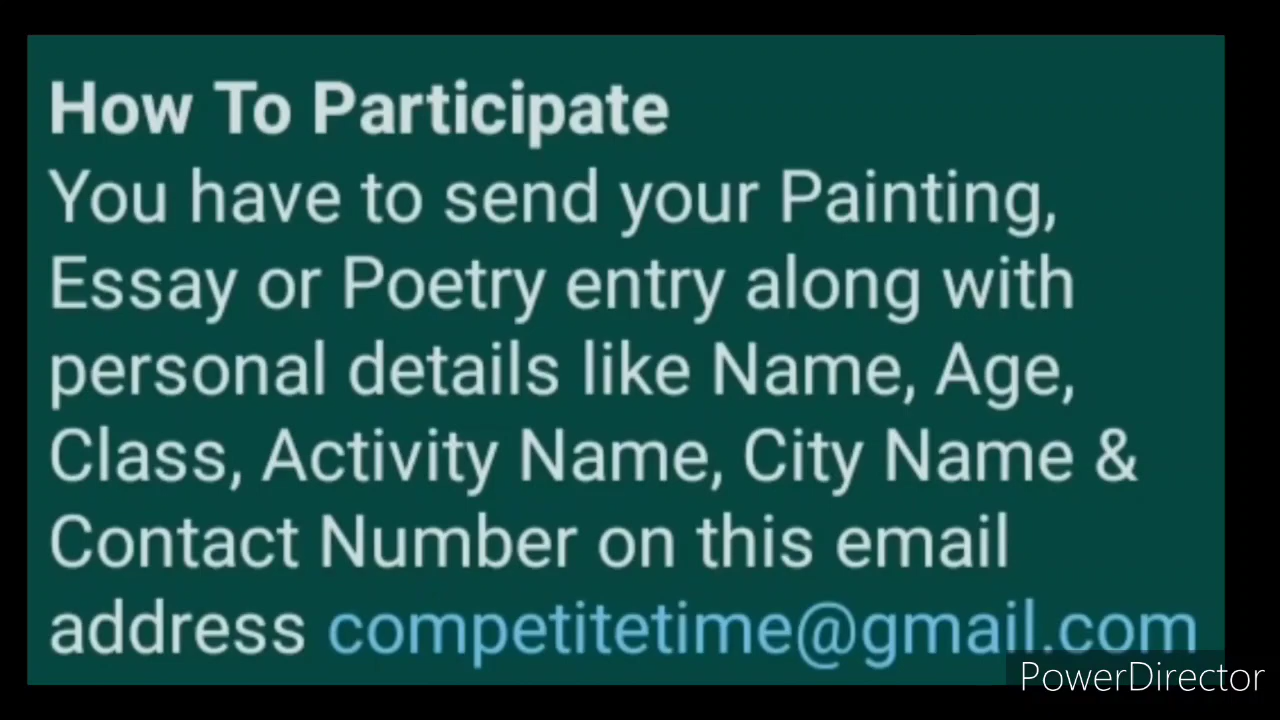 How To Participate
You have to send your Painting,
Essay or Poetry entry along with
personal details like Name, Age,
Class, Activity Name, City Name &
Contact Number on this email
address competitetime@gmail.com
PowerDirector